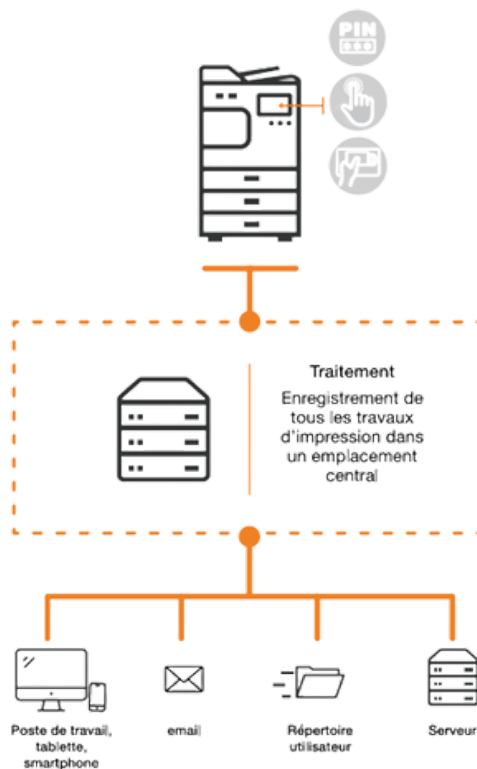 PIN
Traitement
Enregistrement de
tous les travaux
d'impression dans
un emplacement
central
Poste de travail,
tablette,
smartphone
email
Répertoire
utilisateur
Serveur